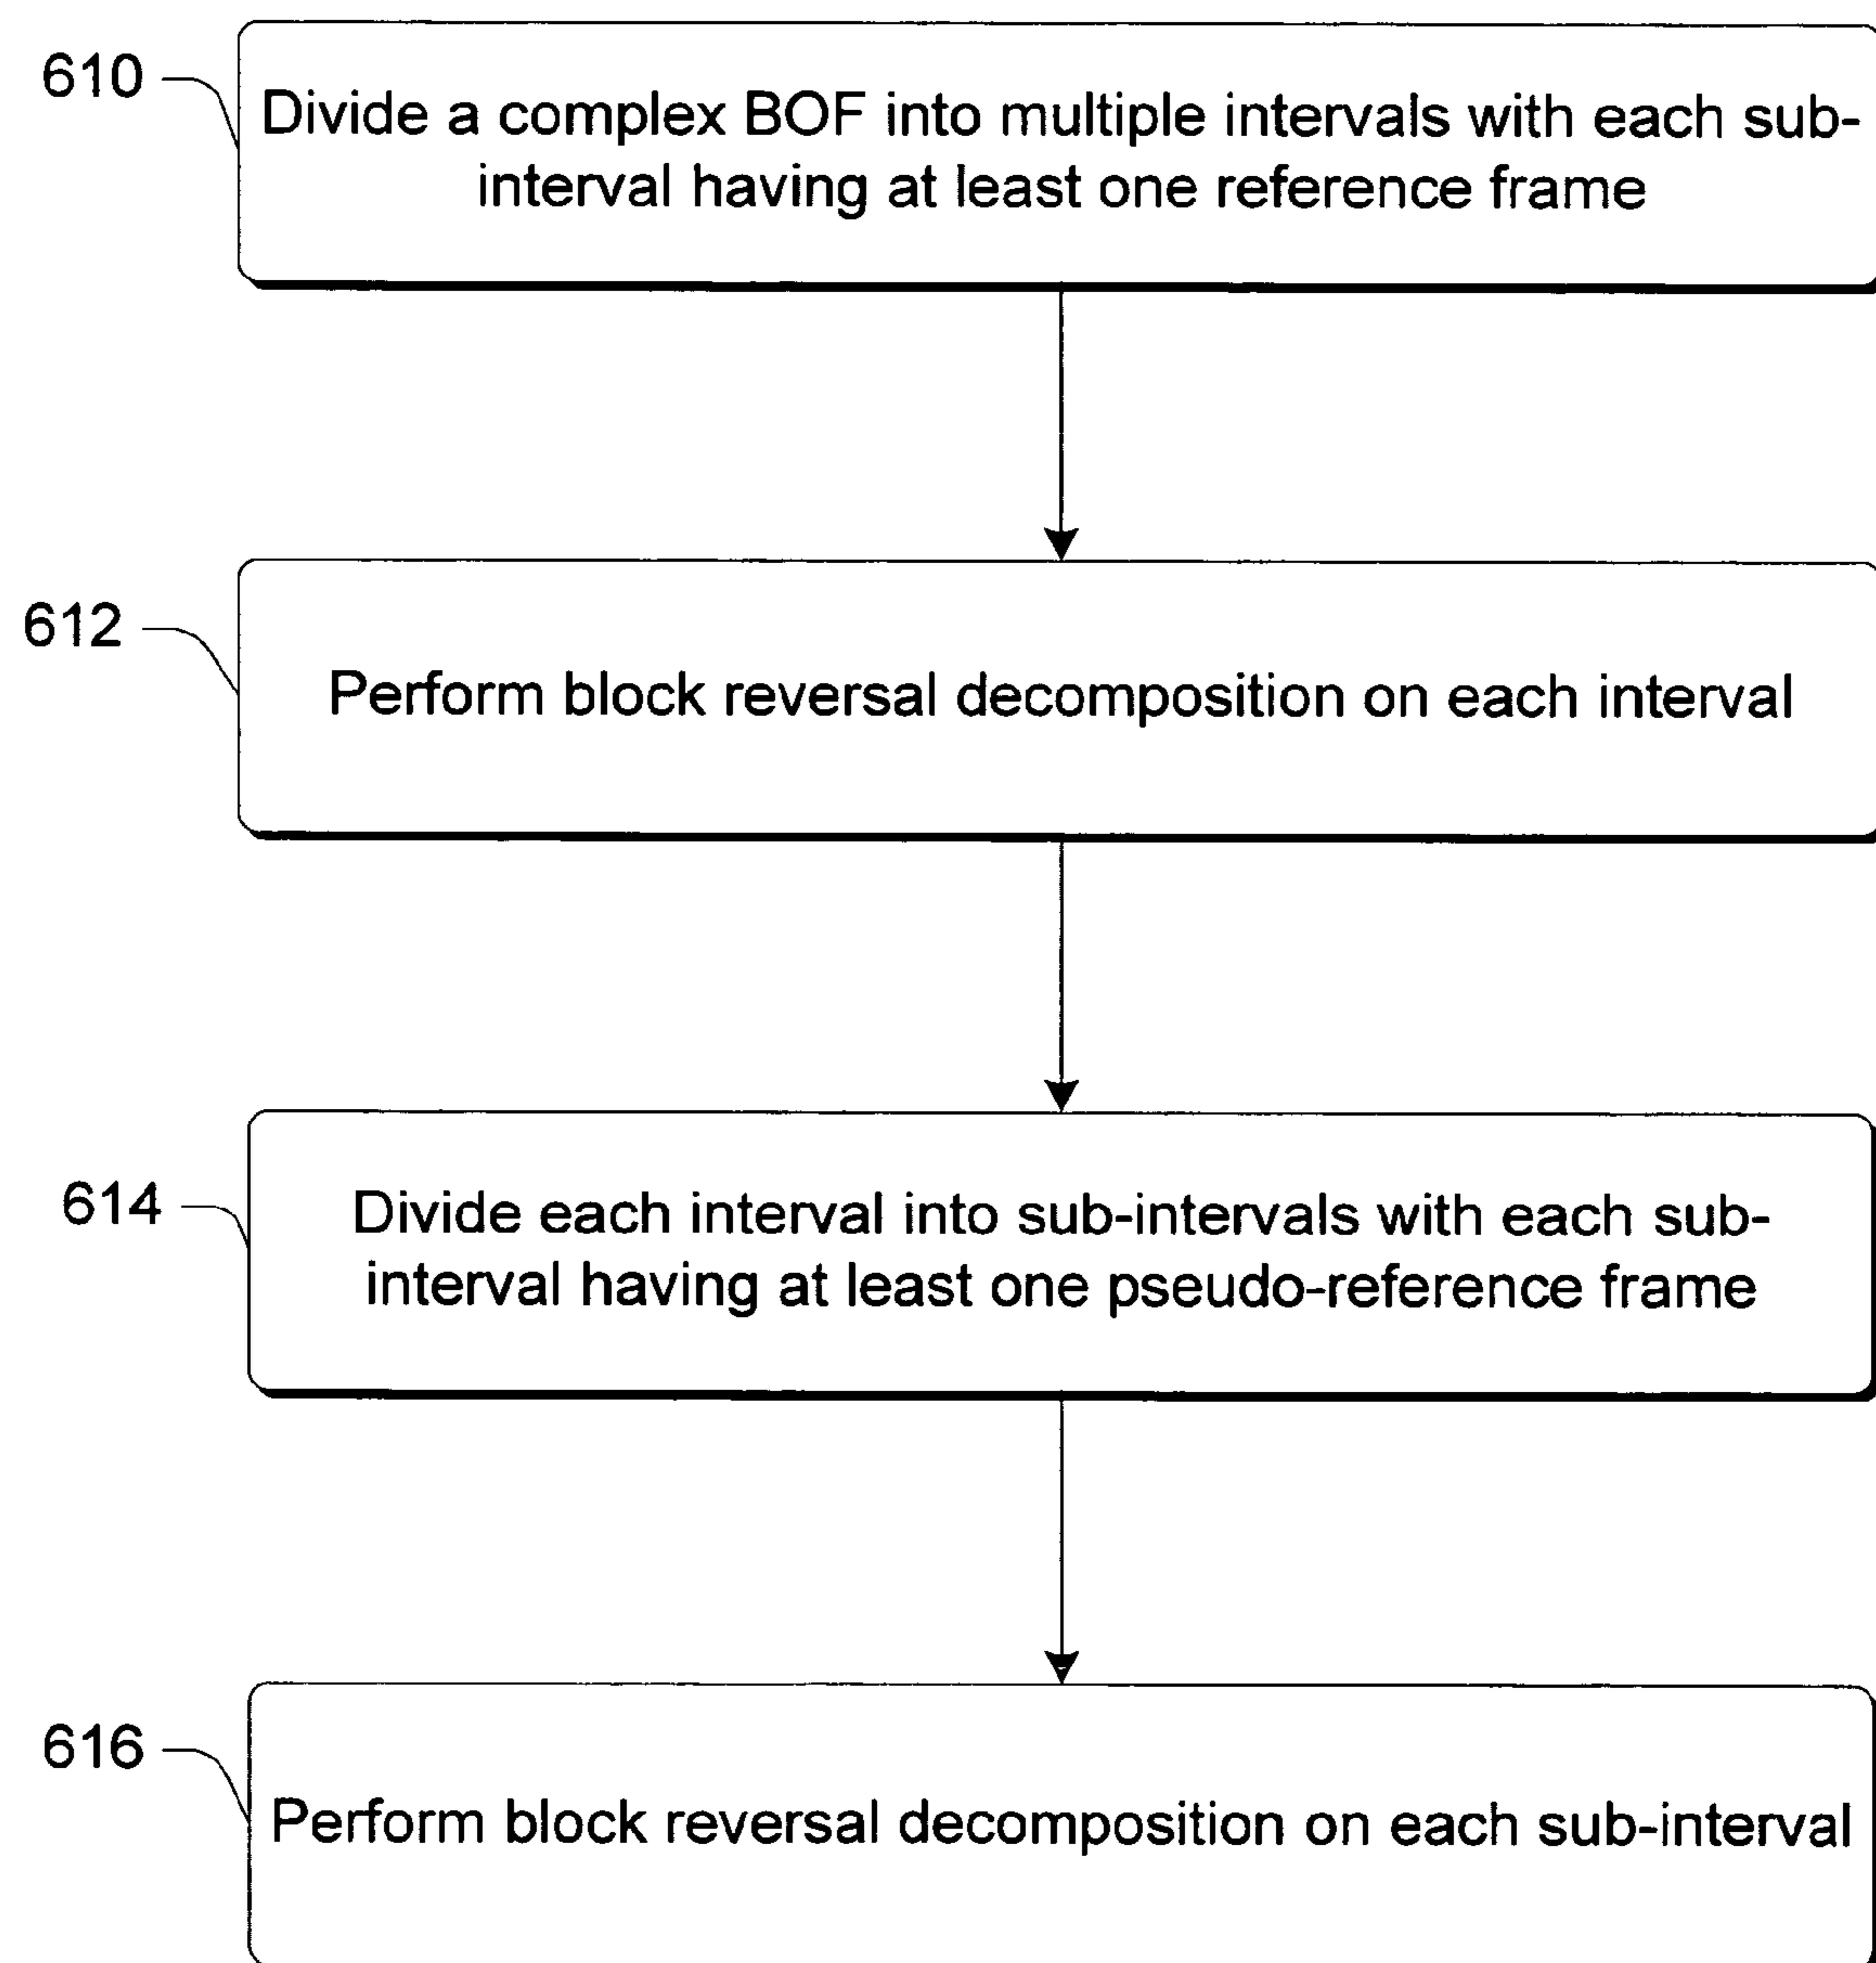 610
Divide a complex BOF into multiple intervals with each sub-
interval having at least one reference frame
612
Perform block reversal decomposition on each interval
614
Divide each interval into sub-intervals with each sub-
interval having at least one pseudo-reference frame
616
Perform block reversal decomposition on each sub-interval